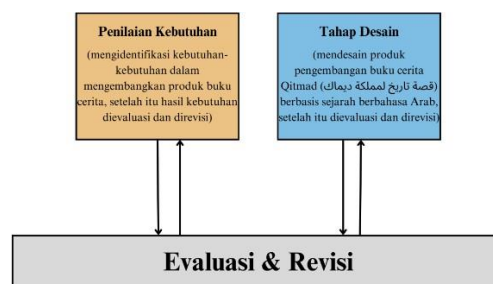 Penilaian Kebutuhan
(mengidentifikasi kebutuhan-
kebutuhan dalam
mengembangkan produk buku
cerita, setelah itu hasil kebutuhan
dievaluasi dan direvisi)
Tahap Desain
(mendesain produk
pengembangan buku cerita
Qitmad (قصة تاريخ لمملكة ديماك)
berbasis sejarah berbahasa Arab,
setelah itu dievaluasi dan direvisi)
Evaluasi & Revisi